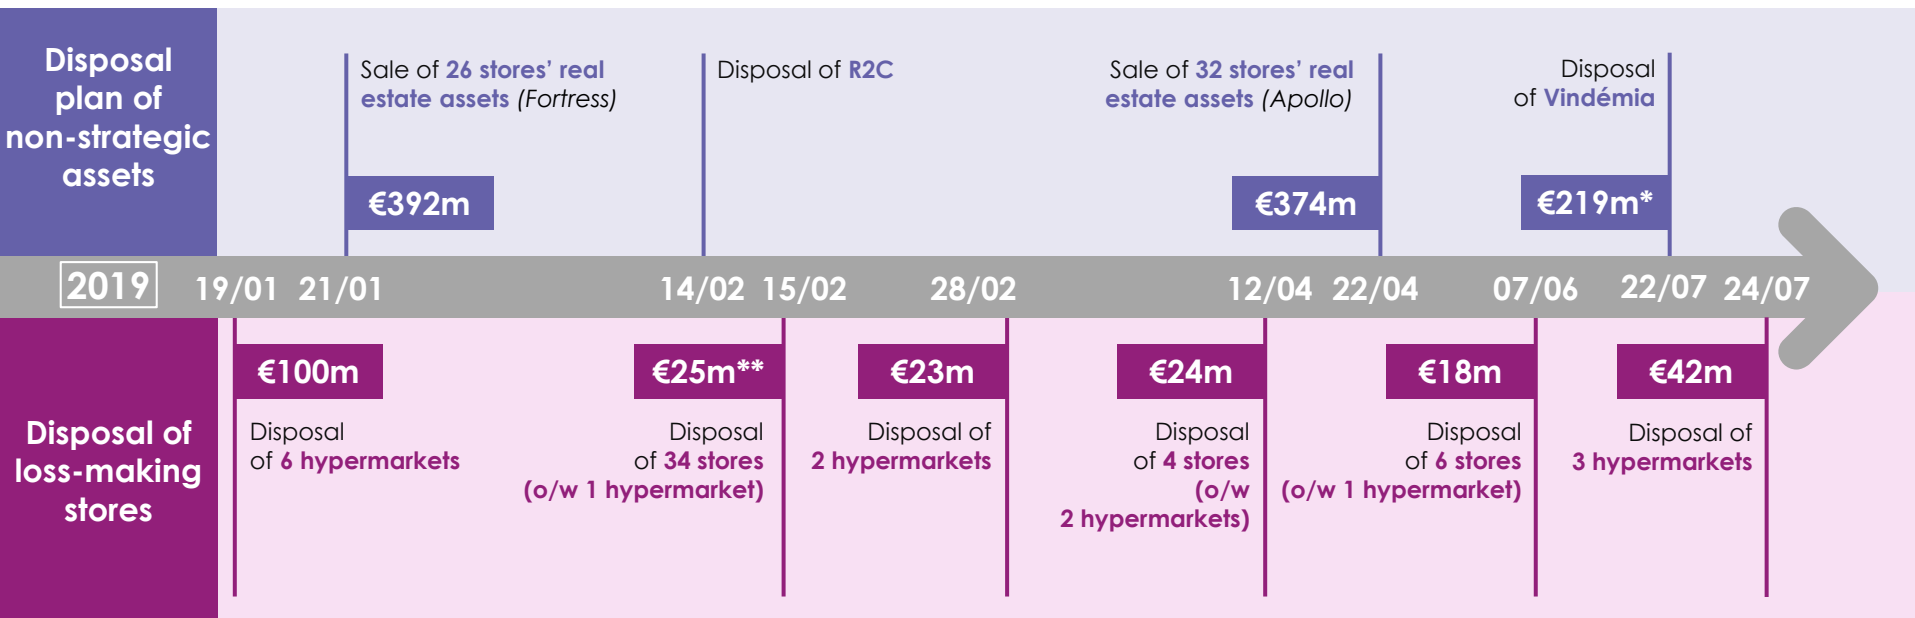 Disposal
plan of
non-strategic
assets
Sale of 26 stores’ real
estate assets (Fortress)
€392m
Disposal of R2C
Sale of 32 stores’ real
estate assets (Apollo)
€374m
Disposal
of Vindémia
€219m*
2019 19/01 21/01 14/02 15/02 28/02 12/04 22/04 07/06 22/07 24/07
Disposal of
loss-making
stores
€100m
Disposal
of 6 hypermarkets
€25m**
Disposal
of 34 stores
(o/w 1 hypermarket)
€23m
Disposal of
2 hypermarkets
€24m
Disposal
of 4 stores
(o/w
2 hypermarkets)
€18m
Disposal
of 6 stores
(o/w 1 hypermarket)
€42m
Disposal of
3 hypermarkets